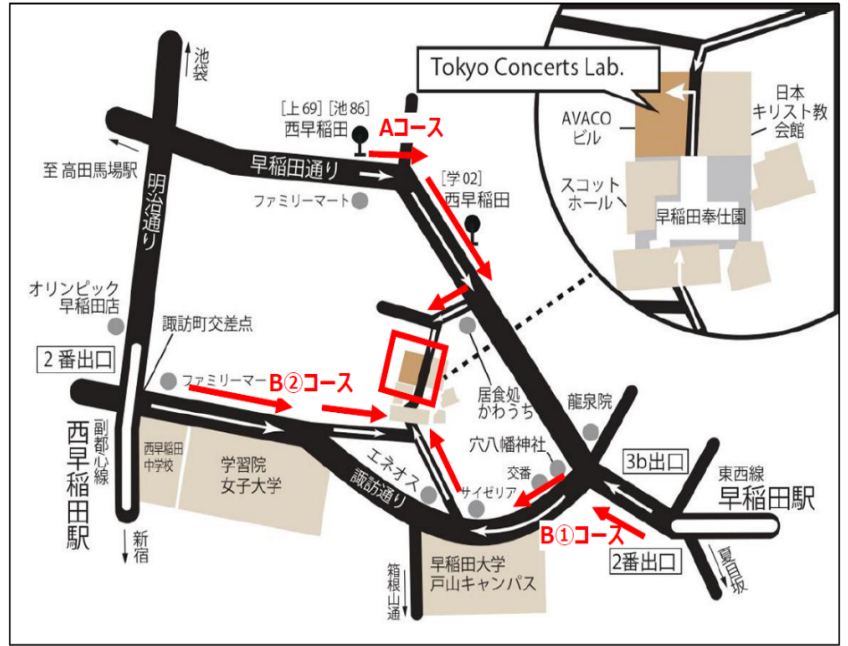 池袋
[上 69] [池 86]
西早稲田
Aコース
Tokyo Concerts Lab.
AVACO
ビル
日本
キリスト教
会館
スコット
ホール
早稲田奉仕園
至 高田馬場駅
早稲田通り
[学 02]
西早稲田
ファミリーマート
明治通り
オリンピック
早稲田店
諏訪町交差点
2 番出口
ファミリーマー
B②コース
居食処
かわうち
龍泉院
穴八幡神社
交番
3b出口
東西線
早稲田駅
西早稲田駅
副都心線
西早稲田
中学校
学習院
女子大学
エネオス
諏訪通り
サイゼリア
B①コース
2番出口
新宿
箱根山通
早稲田大学
戸山キャンパス
夏目坂